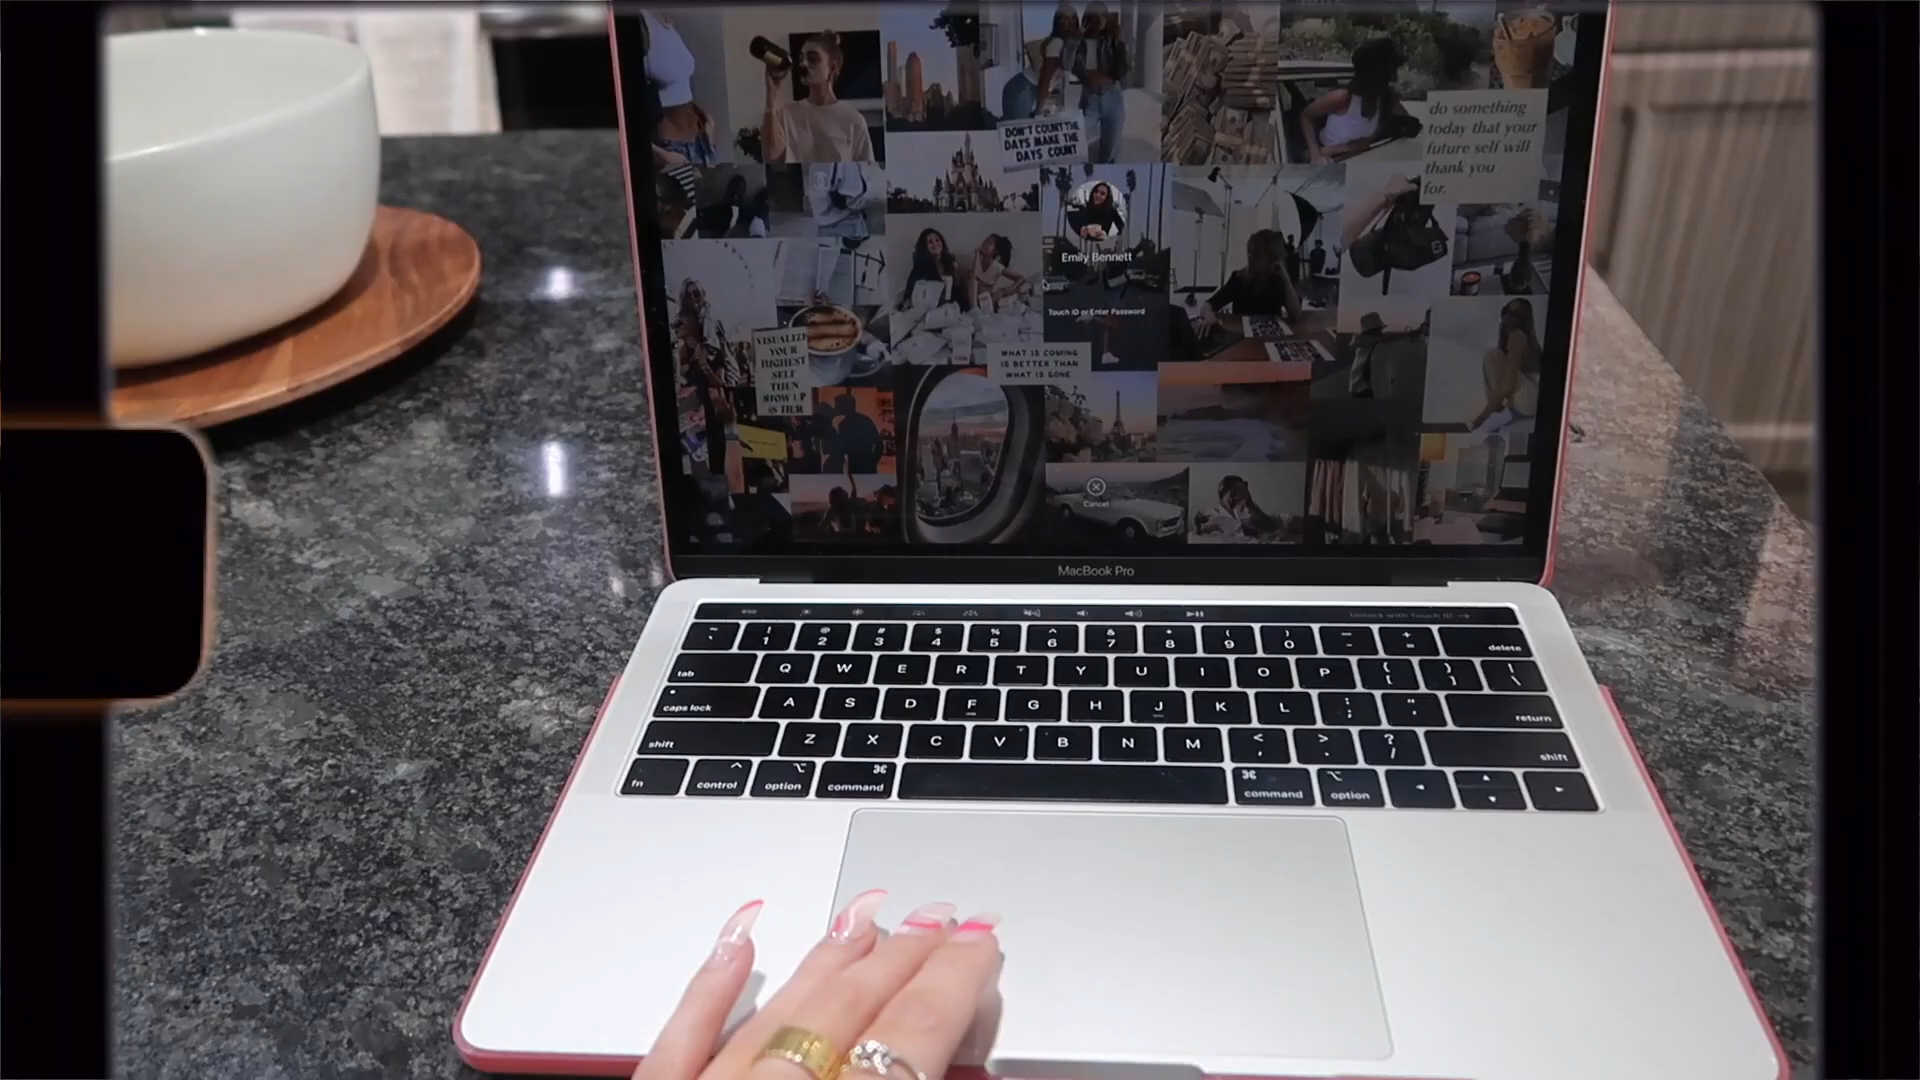 do something
today that your
future self will
thank you
for,
DON'T COUNT THE
DAYS MAKE THE
DAYS COUNT
Emily Bennett
Touch ID or Enter Password
VISUALIZE
YOUR
HIGHEST
SELF
THEN
SHOW UP
AS HER
WHAT IS COMING
IS BETTER THAN
WHAT IS GONE
Cancel
MacBook Pro
esc
Unlock with Touch ID →
~ ` ! 1 @ 2 # 3 $ 4 % 5 ^ 6 & 7 * 8 ( 9 ) 0 _ - + = delete
tab Q W E R T Y U I O P { [ } ] | \
caps lock A S D F G H J K L : ; " ' return
shift Z X C V B N M < , > . ? / shift
fn control option command command option